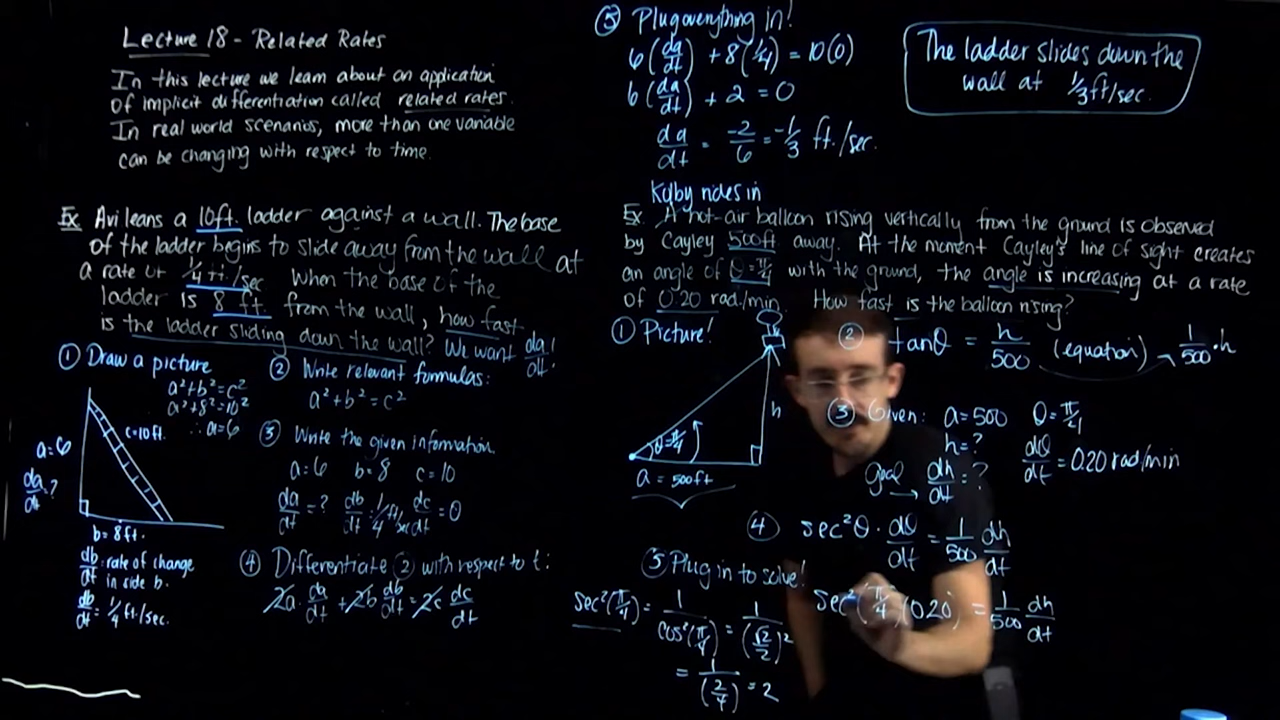 Lecture 18 - Related Rates
In this lecture we learn about an application
of implicit differentiation called related rates.
In real world scenarios, more than one variable
can be changing with respect to time.
Ex Avi leans a 10ft. ladder against a wall. The base
of the ladder begins to slide away from the wall at
a rate of 1/4 ft./sec When the base of the
ladder is 8 ft. from the wall, how fast
is the ladder sliding down the wall? We want da/dt!
① Draw a picture
a²+b²=c²
a²+8²=10²
∴ a=6
c=10ft.
a=6
da/dt?
b=8ft.
db/dt: rate of change
in side b.
db/dt = 1/4 ft/sec.
② Write relevant formulas:
a²+b²=c²
③ Write the given information
a=6 b=8 c=10
da/dt=? db/dt=1/4 ft/sec dc/dt=0
④ Differentiate ② with respect to t:
2a·da/dt + 2b db/dt = 2c dc/dt
⑤ Plug everything in!
6(da/dt) + 8(1/4) = 10(0)
6(da/dt) + 2 = 0
da/dt = -2/6 = -1/3 ft./sec.
The ladder slides down the
wall at 1/3 ft/sec.
Kolby rides in
Ex A hot-air balloon rising vertically from the ground is observed
by Cayley 500ft away. At the moment Cayley's line of sight creates
an angle of θ=π/4 with the ground, the angle is increasing at a rate
of 0.20 rad./min. How fast is the balloon rising?
① Picture!
θ=π/4
h
a = 500ft
② tanθ = h/500 (equation) → 1/500·h
③ Given: a=500 θ=π/4
h=? dθ/dt=0.20 rad/min
Goal → dh/dt=?
④ sec²θ·dθ/dt = 1/500 dh/dt
⑤ Plug in to solve!
sec²(π/4)(0.20) = 1/500 dh/dt
sec²(π/4) = 1/cos²(π/4) = 1/(√2/2)²
= 1/(2/4) = 2